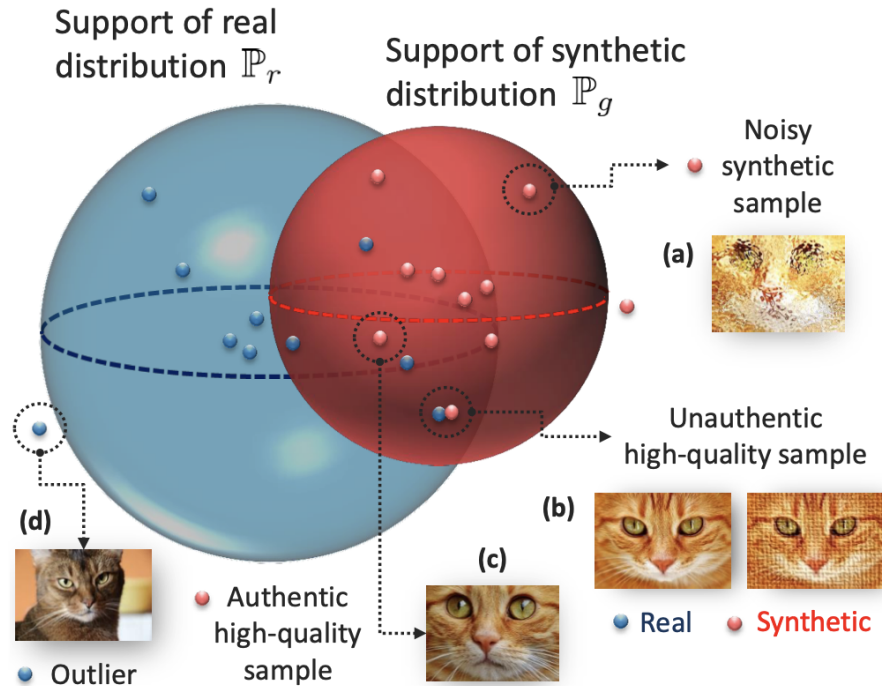 Support of real
distribution ℙr
Support of synthetic
distribution ℙg
Noisy
synthetic
sample
(a)
Unauthentic
high-quality sample
(b)
Real
Synthetic
(c)
(d)
Authentic
high-quality
sample
Outlier